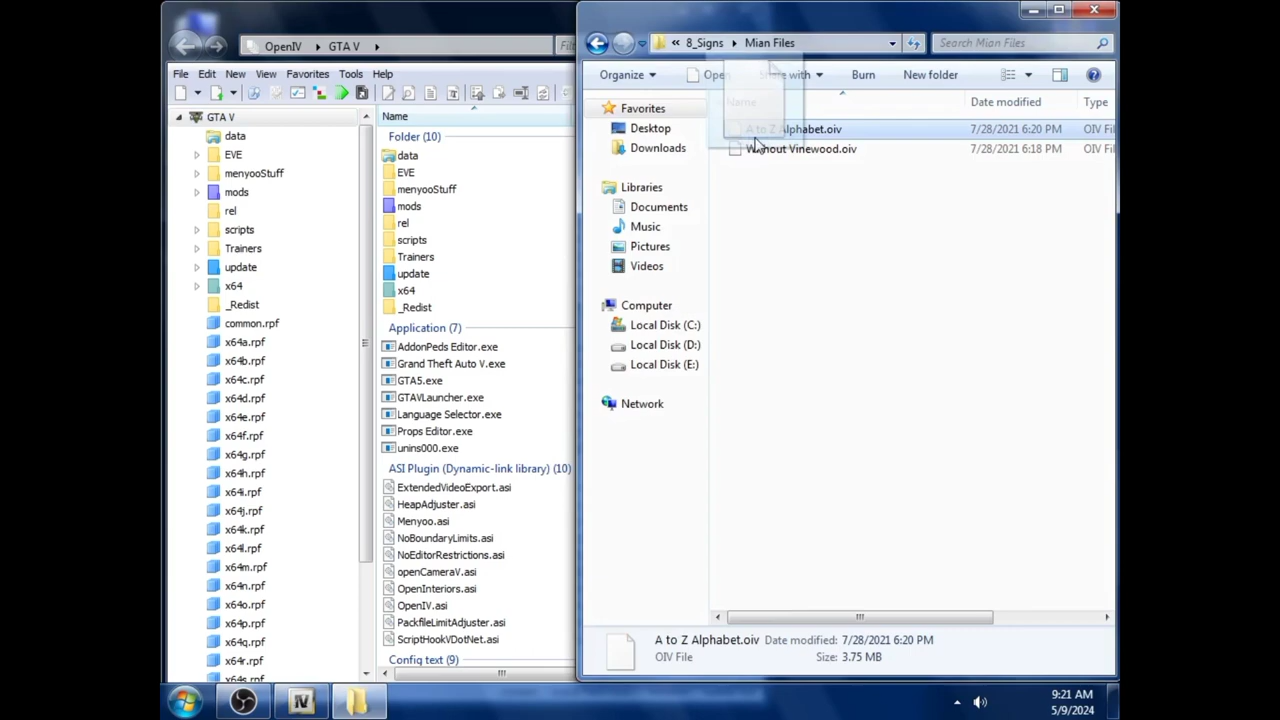 OpenIV
GTA V
File Edit New View Favorites Tools Help
GTA V
data
EVE
menyooStuff
mods
rel
scripts
Trainers
update
x64
_Redist
common.rpf
x64a.rpf
x64b.rpf
x64c.rpf
x64d.rpf
x64e.rpf
x64f.rpf
x64g.rpf
x64h.rpf
x64i.rpf
x64j.rpf
x64k.rpf
x64l.rpf
x64m.rpf
x64n.rpf
x64o.rpf
x64p.rpf
x64q.rpf
x64r.rpf
x64s.rpf
Name
Folder (10)
data
EVE
menyooStuff
mods
rel
scripts
Trainers
update
x64
_Redist
Application (7)
AddonPeds Editor.exe
Grand Theft Auto V.exe
GTA5.exe
GTAVLauncher.exe
Language Selector.exe
Props Editor.exe
unins000.exe
ASI Plugin (Dynamic-link library) (10)
ExtendedVideoExport.asi
HeapAdjuster.asi
Menyoo.asi
NoBoundaryLimits.asi
NoEditorRestrictions.asi
openCameraV.asi
OpenInteriors.asi
OpenIV.asi
PackfileLimitAdjuster.asi
ScriptHookVDotNet.asi
Config text (9)
« 8_Signs Mian Files
Search Mian Files
Organize Open Share with Burn New folder
Favorites
Desktop
Downloads
Libraries
Documents
Music
Pictures
Videos
Computer
Local Disk (C:)
Local Disk (D:)
Local Disk (E:)
Network
Name Date modified Type
A to Z Alphabet.oiv 7/28/2021 6:20 PM OIV Fil
Without Vinewood.oiv 7/28/2021 6:18 PM OIV Fil
A to Z Alphabet.oiv Date modified: 7/28/2021 6:20 PM
OIV File Size: 3.75 MB
9:21 AM
5/9/2024